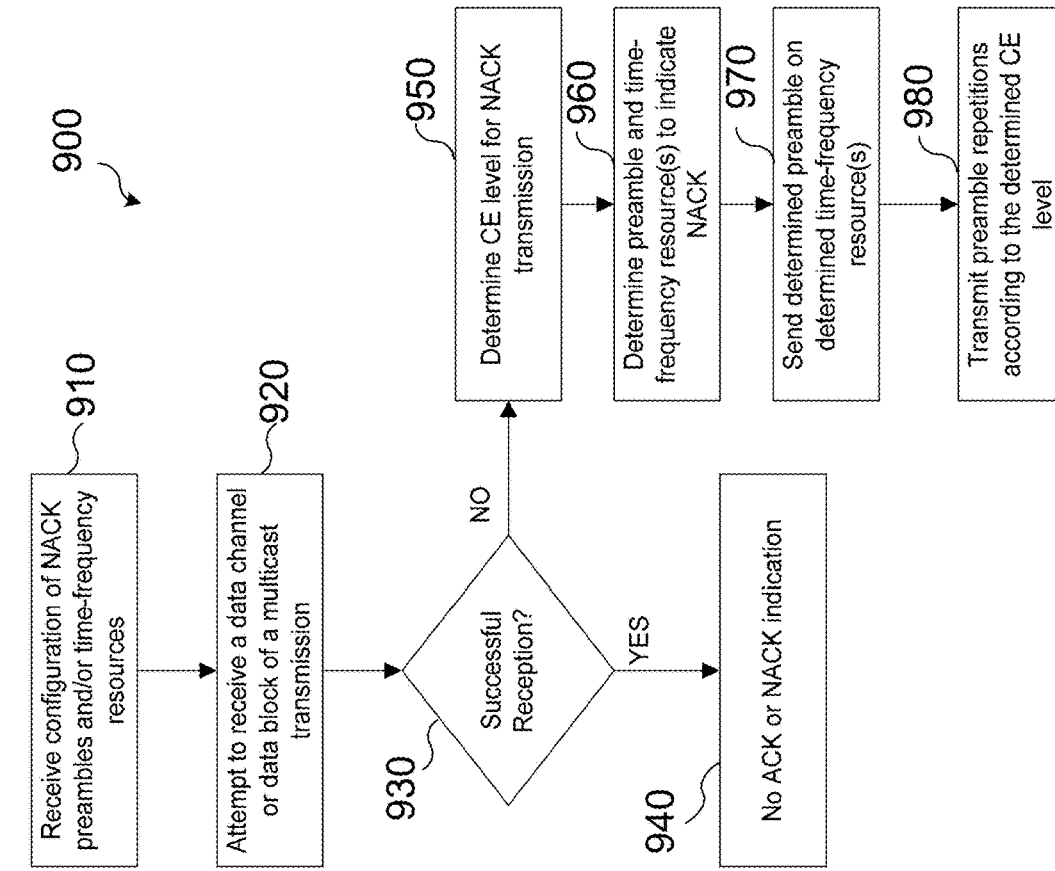 900
910
Receive configuration of NACK
preambles and/or time-frequency
resources
920
Attempt to receive a data channel
or data block of a multicast
transmission
930
Successful
Reception?
NO
YES
940
No ACK or NACK indication
950
Determine CE level for NACK
transmission
960
Determine preamble and time-
frequency resource(s) to indicate
NACK
970
Send determined preamble on
determined time-frequency
resource(s)
980
Transmit preamble repetitions
according to the determined CE
level